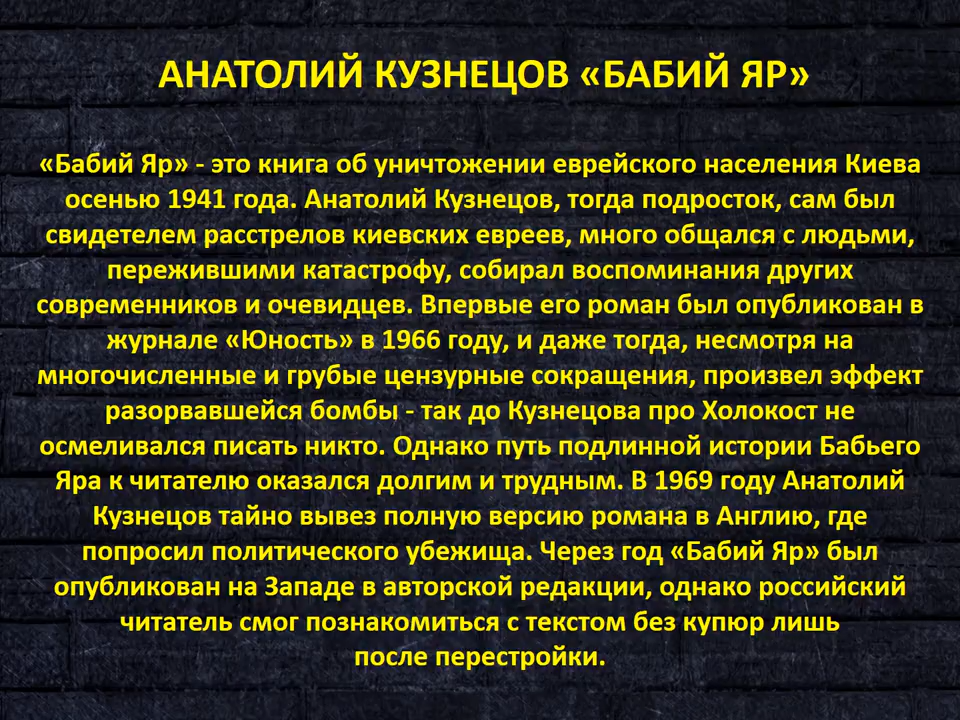 АНАТОЛИЙ КУЗНЕЦОВ «БАБИЙ ЯР»
«Бабий Яр» - это книга об уничтожении еврейского населения Киева
осенью 1941 года. Анатолий Кузнецов, тогда подросток, сам был
свидетелем расстрелов киевских евреев, много общался с людьми,
пережившими катастрофу, собирал воспоминания других
современников и очевидцев. Впервые его роман был опубликован в
журнале «Юность» в 1966 году, и даже тогда, несмотря на
многочисленные и грубые цензурные сокращения, произвел эффект
разорвавшейся бомбы - так до Кузнецова про Холокост не
осмеливался писать никто. Однако путь подлинной истории Бабьего
Яра к читателю оказался долгим и трудным. В 1969 году Анатолий
Кузнецов тайно вывез полную версию романа в Англию, где
попросил политического убежища. Через год «Бабий Яр» был
опубликован на Западе в авторской редакции, однако российский
читатель смог познакомиться с текстом без купюр лишь
после перестройки.